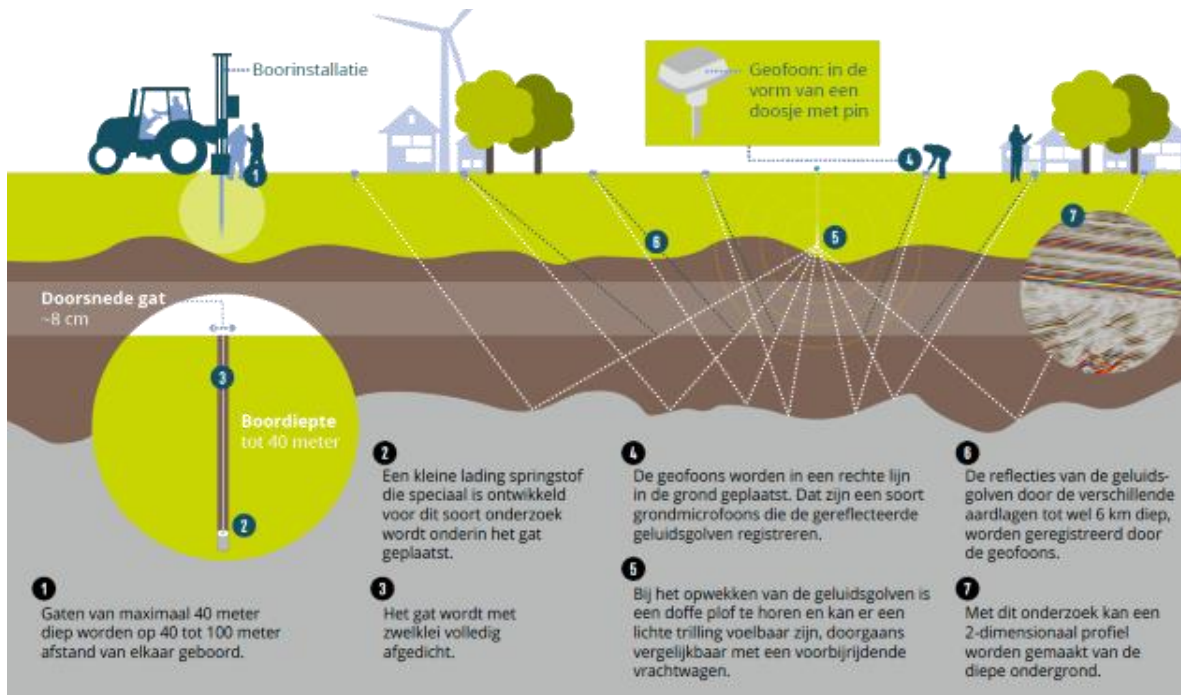 Boorinstallatie
Geofoon: in de
vorm van een
doosje met pin
4
1
7
6
5
Doorsnede gat
~8 cm
3
Boordiepte
tot 40 meter
2
1
Gaten van maximaal 40 meter
diep worden op 40 tot 100 meter
afstand van elkaar geboord.
2
Een kleine lading springstof
die speciaal is ontwikkeld
voor dit soort onderzoek
wordt onderin het gat
geplaatst.
3
Het gat wordt met
zwelklei volledig
afgedicht.
4
De geofoons worden in een rechte lijn
in de grond geplaatst. Dat zijn een soort
grondmicrofoons die de gereflecteerde
geluidsgolven registreren.
5
Bij het opwekken van de geluidsgolven is
een doffe plof te horen en kan er een
lichte trilling voelbaar zijn, doorgaans
vergelijkbaar met een voorbijrijdende
vrachtwagen.
6
De reflecties van de geluids-
golven door de verschillende
aardlagen tot wel 6 km diep,
worden geregistreerd door
de geofoons.
7
Met dit onderzoek kan een
2-dimensionaal profiel
worden gemaakt van de
diepe ondergrond.